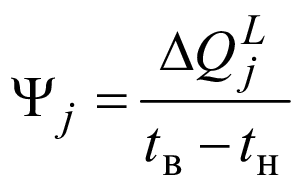 Ψ_j = ΔQ_j^L / (t_в − t_н)